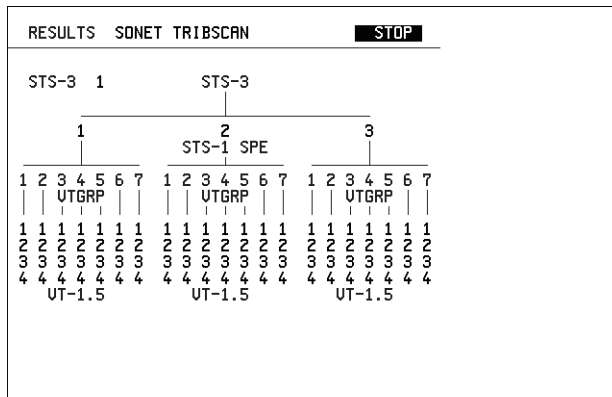 RESULTS SONET TRIBSCAN STOP
STS-3 1 STS-3
1 2 3
STS-1 SPE
1 2 3 4 5 6 7 1 2 3 4 5 6 7 1 2 3 4 5 6 7
VTGRP VTGRP VTGRP
1 1 1 1 1 1 1 1 1 1 1 1 1 1 1 1 1 1 1 1 1
2 2 2 2 2 2 2 2 2 2 2 2 2 2 2 2 2 2 2 2 2
3 3 3 3 3 3 3 3 3 3 3 3 3 3 3 3 3 3 3 3 3
4 4 4 4 4 4 4 4 4 4 4 4 4 4 4 4 4 4 4 4 4
VT-1.5 VT-1.5 VT-1.5